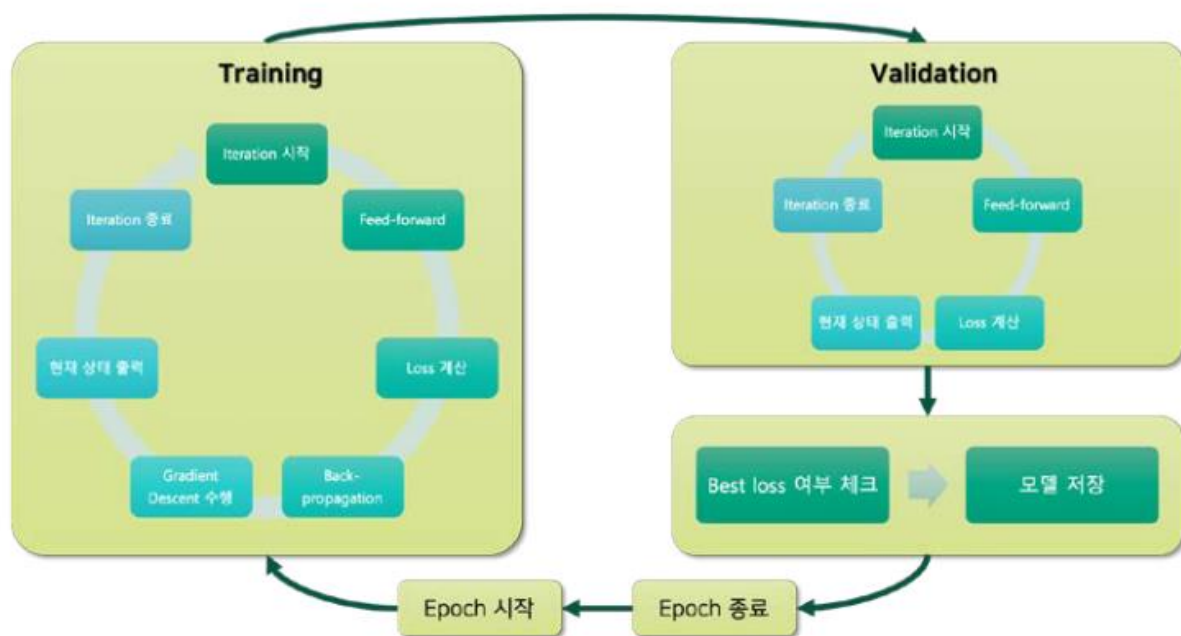 Training
Iteration 시작
Feed-forward
Loss 계산
Back-
propagation
Gradient
Descent 수행
현재 상태 출력
Iteration 종료
Validation
Iteration 시작
Feed-forward
Loss 계산
현재 상태 출력
Iteration 종료
Best loss 여부 체크
모델 저장
Epoch 종료
Epoch 시작